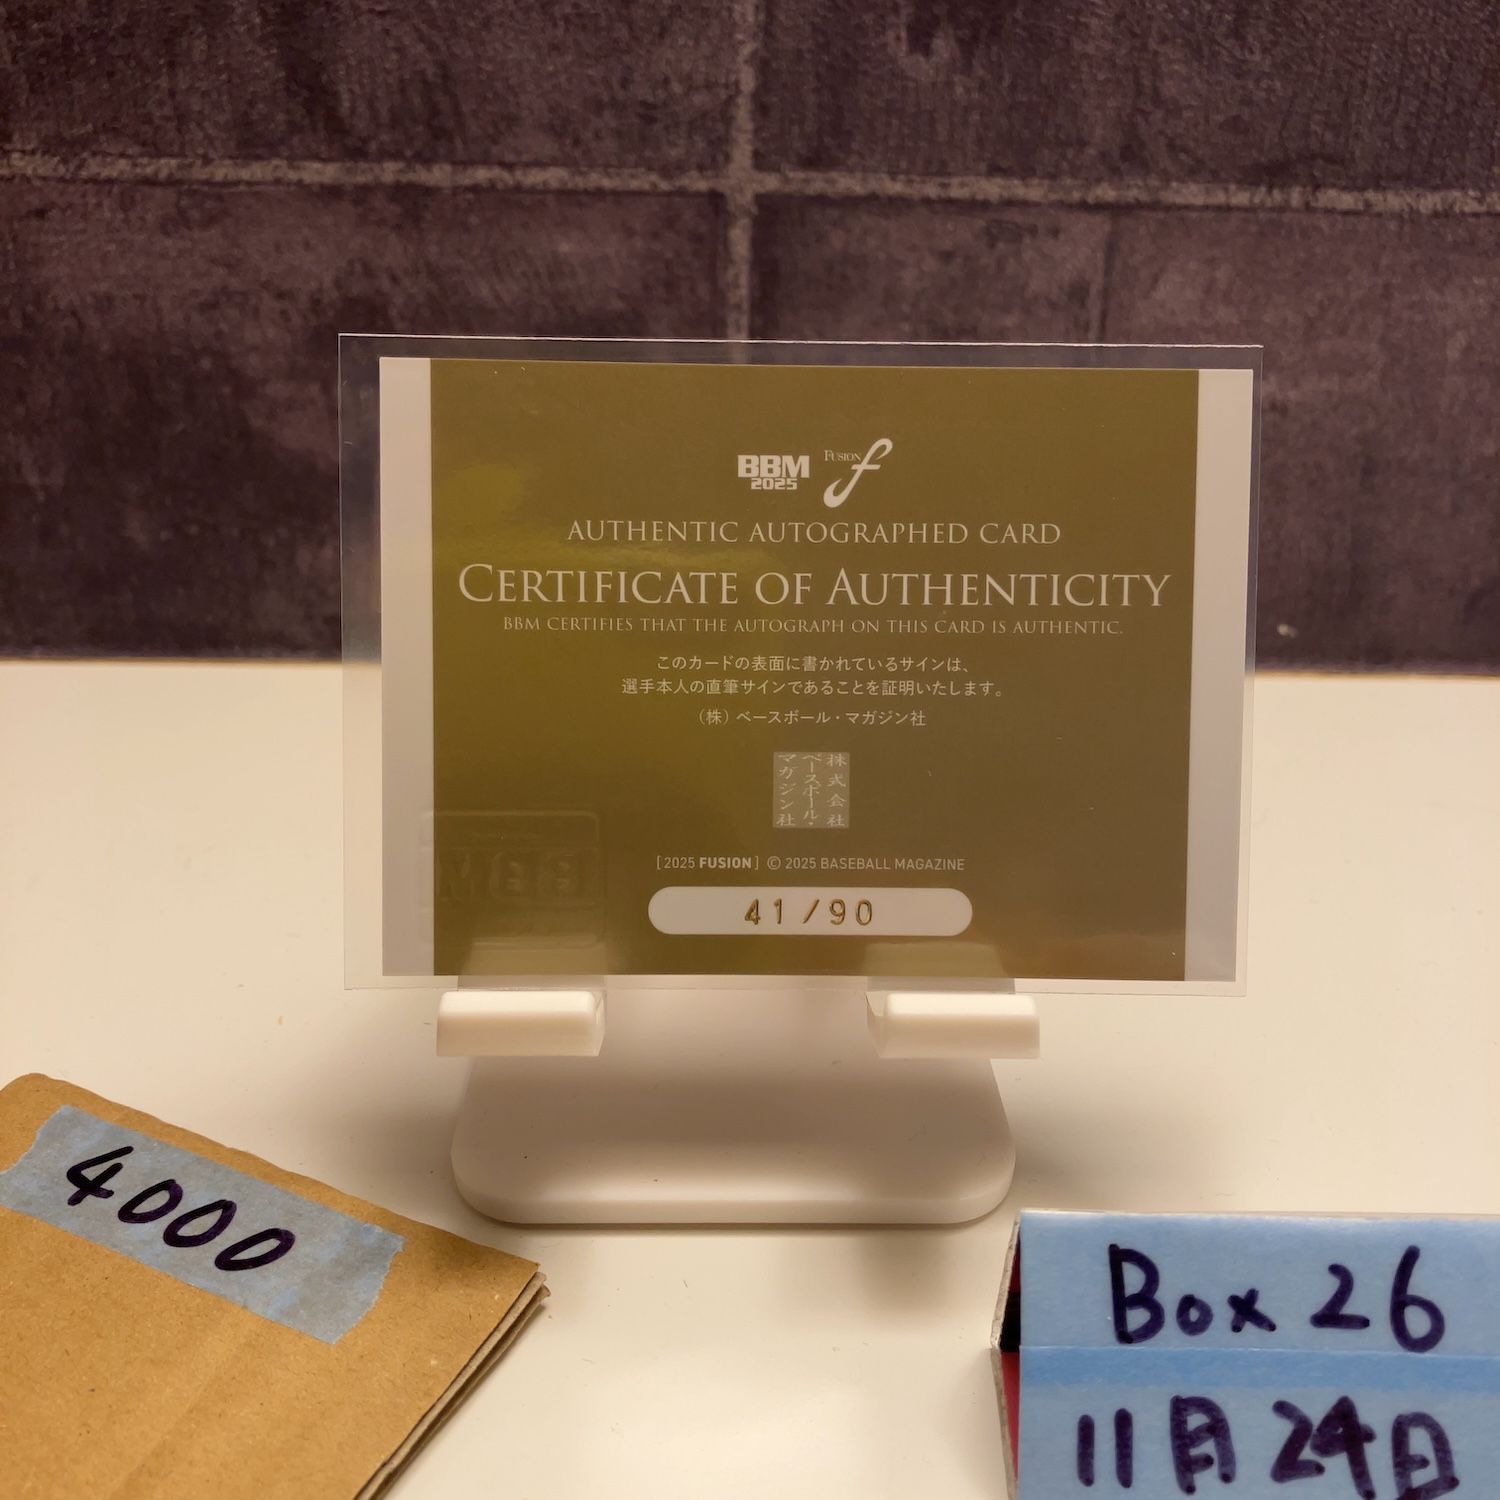 BBM FUSION f
2025
AUTHENTIC AUTOGRAPHED CARD
CERTIFICATE OF AUTHENTICITY
BBM CERTIFIES THAT THE AUTOGRAPH ON THIS CARD IS AUTHENTIC.
このカードの表面に書かれているサインは、
選手本人の直筆サインであることを証明いたします。
（株）ベースボール・マガジン社
株式会社
ベースボール・
マガジン社
[2025 FUSION] © 2025 BASEBALL MAGAZINE
41/90
BBM
4000
Box 26
11月24日